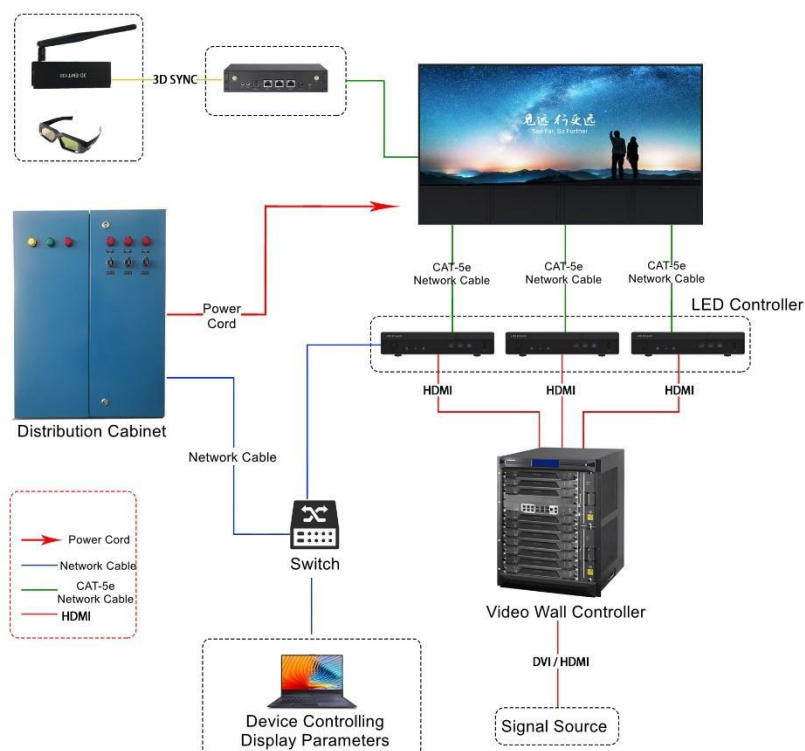 3D SYNC
见远 行更远
See Far, Go Further
CAT-5e
Network Cable
CAT-5e
Network Cable
CAT-5e
Network Cable
LED Controller
Power
Cord
HDMI
HDMI
HDMI
Distribution Cabinet
Network Cable
Switch
Power Cord
Network Cable
CAT-5e
Network Cable
HDMI
Video Wall Controller
DVI / HDMI
Signal Source
Device Controlling
Display Parameters